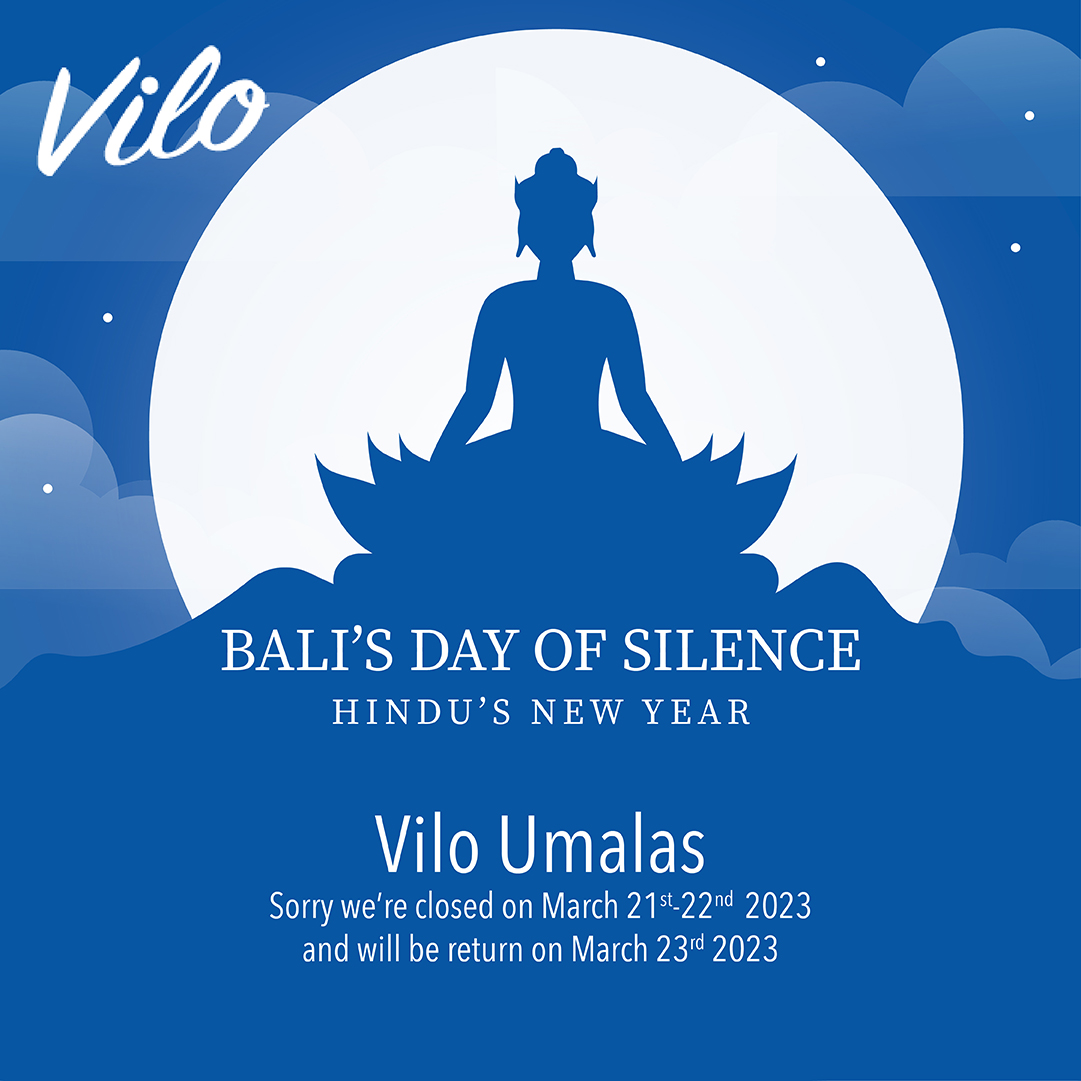 Vilo
BALI’S DAY OF SILENCE
HINDU’S NEW YEAR
Vilo Umalas
Sorry we’re closed on March 21st-22nd 2023
and will be return on March 23rd 2023